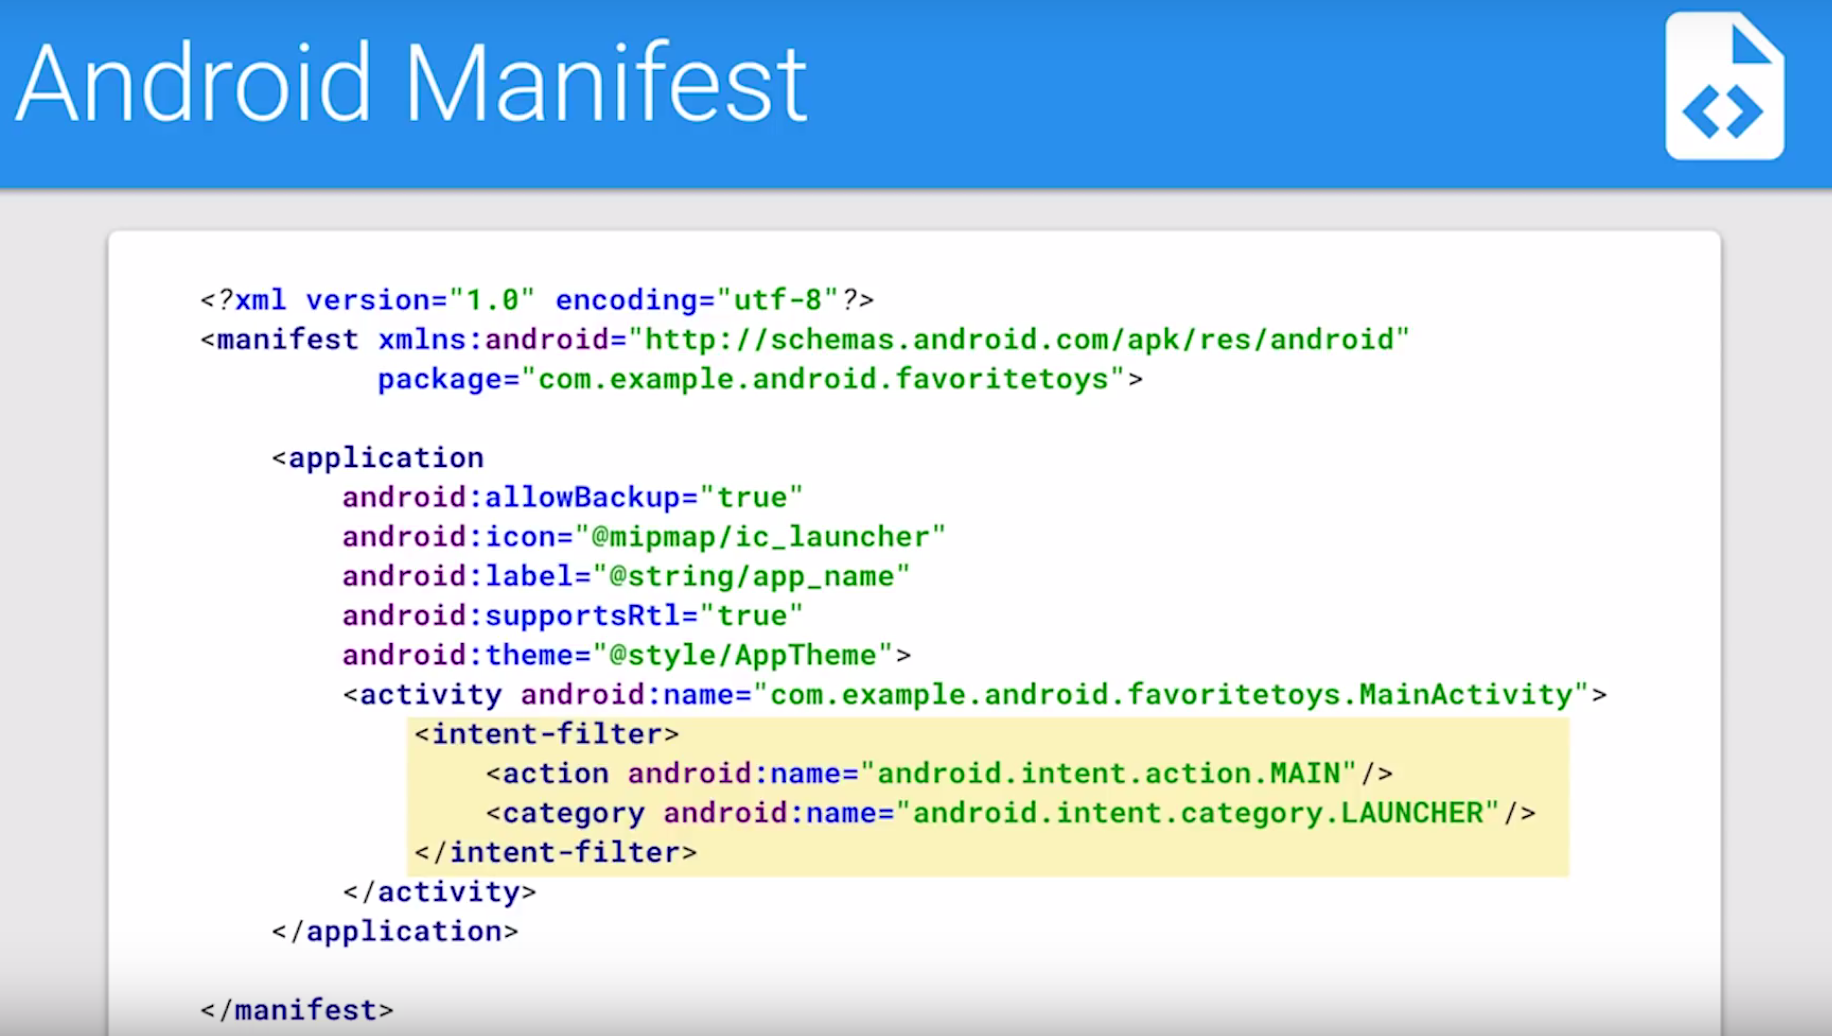 Android Manifest
<?xml version="1.0" encoding="utf-8"?>
<manifest xmlns:android="http://schemas.android.com/apk/res/android"
package="com.example.android.favoritetoys">
<application
android:allowBackup="true"
android:icon="@mipmap/ic_launcher"
android:label="@string/app_name"
android:supportsRtl="true"
android:theme="@style/AppTheme">
<activity android:name="com.example.android.favoritetoys.MainActivity">
<intent-filter>
<action android:name="android.intent.action.MAIN"/>
<category android:name="android.intent.category.LAUNCHER"/>
</intent-filter>
</activity>
</application>
</manifest>